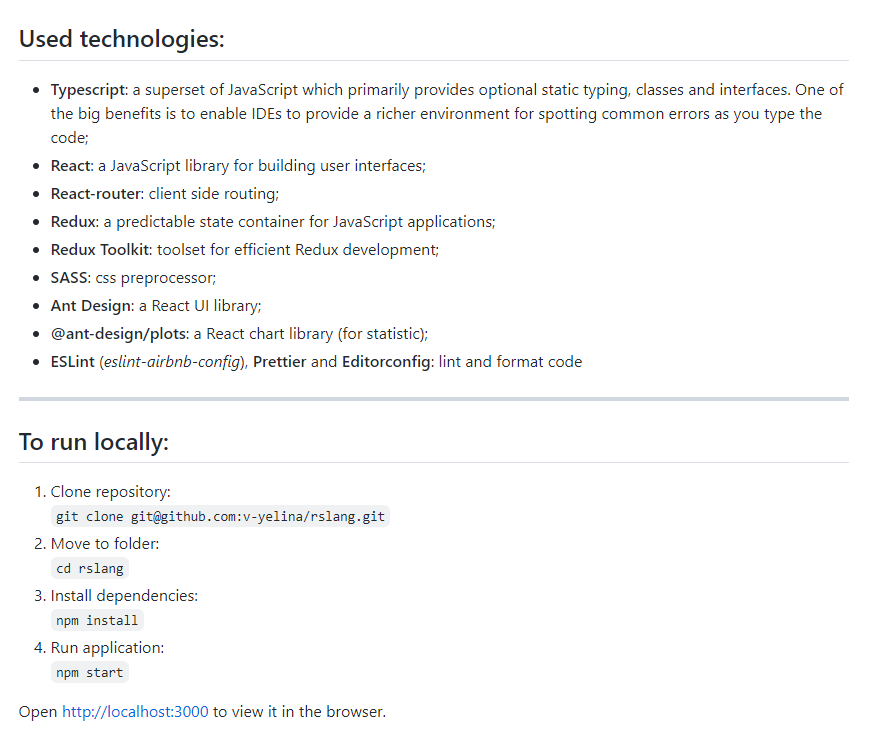 Used technologies:
• Typescript: a superset of JavaScript which primarily provides optional static typing, classes and interfaces. One of
the big benefits is to enable IDEs to provide a richer environment for spotting common errors as you type the
code;
• React: a JavaScript library for building user interfaces;
• React-router: client side routing;
• Redux: a predictable state container for JavaScript applications;
• Redux Toolkit: toolset for efficient Redux development;
• SASS: css preprocessor;
• Ant Design: a React UI library;
• @ant-design/plots: a React chart library (for statistic);
• ESLint (eslint-airbnb-config), Prettier and Editorconfig: lint and format code
To run locally:
1. Clone repository:
git clone git@github.com:v-yelina/rslang.git
2. Move to folder:
cd rslang
3. Install dependencies:
npm install
4. Run application:
npm start
Open http://localhost:3000 to view it in the browser.